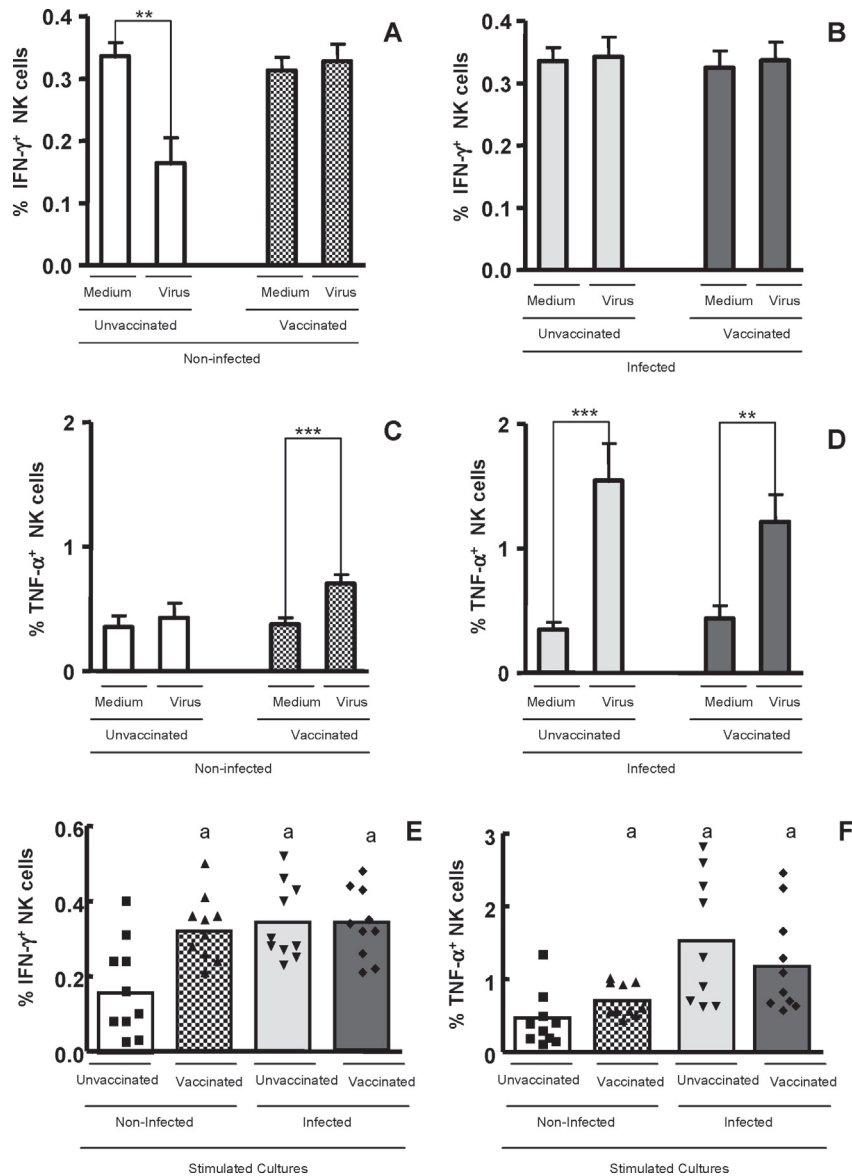 A
% IFN-γ+ NK cells
0.4
0.3
0.2
0.1
0.0
**
Medium Virus Medium Virus
Unvaccinated Vaccinated
Non-infected
B
% IFN-γ+ NK cells
0.4
0.3
0.2
0.1
0.0
Medium Virus Medium Virus
Unvaccinated Vaccinated
Infected
C
% TNF-α+ NK cells
2
1
0
***
Medium Virus Medium Virus
Unvaccinated Vaccinated
Non-infected
D
% TNF-α+ NK cells
2
1
0
*** **
Medium Virus Medium Virus
Unvaccinated Vaccinated
Infected
E
% IFN-γ+ NK cells
0.6
0.4
0.2
0.0
a a a
Unvaccinated Vaccinated Unvaccinated Vaccinated
Non-Infected Infected
Stimulated Cultures
F
% TNF-α+ NK cells
3
2
1
0
a a a
Unvaccinated Vaccinated Unvaccinated Vaccinated
Non-Infected Infected
Stimulated Cultures